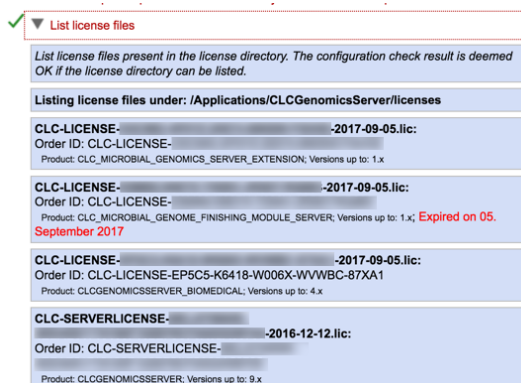 List license files
List license files present in the license directory. The configuration check result is deemed
OK if the license directory can be listed.
Listing license files under: /Applications/CLCGenomicsServer/licenses
CLC-LICENSE- -2017-09-05.lic:
Order ID: CLC-LICENSE-
Product: CLC_MICROBIAL_GENOMICS_SERVER_EXTENSION; Versions up to: 1.x
CLC-LICENSE- -2017-09-05.lic:
Order ID: CLC-LICENSE-
Product: CLC_MICROBIAL_GENOME_FINISHING_MODULE_SERVER; Versions up to: 1.x; Expired on 05.
September 2017
CLC-LICENSE- -2017-09-05.lic:
Order ID: CLC-LICENSE-EP5C5-K6418-W006X-WVWBC-87XA1
Product: CLCGENOMICSSERVER_BIOMEDICAL; Versions up to: 4.x
CLC-SERVERLICENSE-
-2016-12-12.lic:
Order ID: CLC-SERVERLICENSE-
Product: CLCGENOMICSSERVER; Versions up to: 9.x